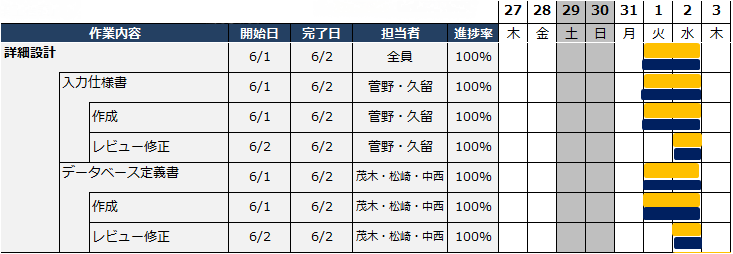 27 28 29 30 31 1 2 3
作業内容 開始日 完了日 担当者 進捗率 木 金 土 日 月 火 水 木
詳細設計 6/1 6/2 全員 100%
入力仕様書 6/1 6/2 菅野・久留 100%
作成 6/1 6/2 菅野・久留 100%
レビュー修正 6/2 6/2 菅野・久留 100%
データベース定義書 6/1 6/2 茂木・松崎・中西 100%
作成 6/1 6/2 茂木・松崎・中西 100%
レビュー修正 6/2 6/2 茂木・松崎・中西 100%